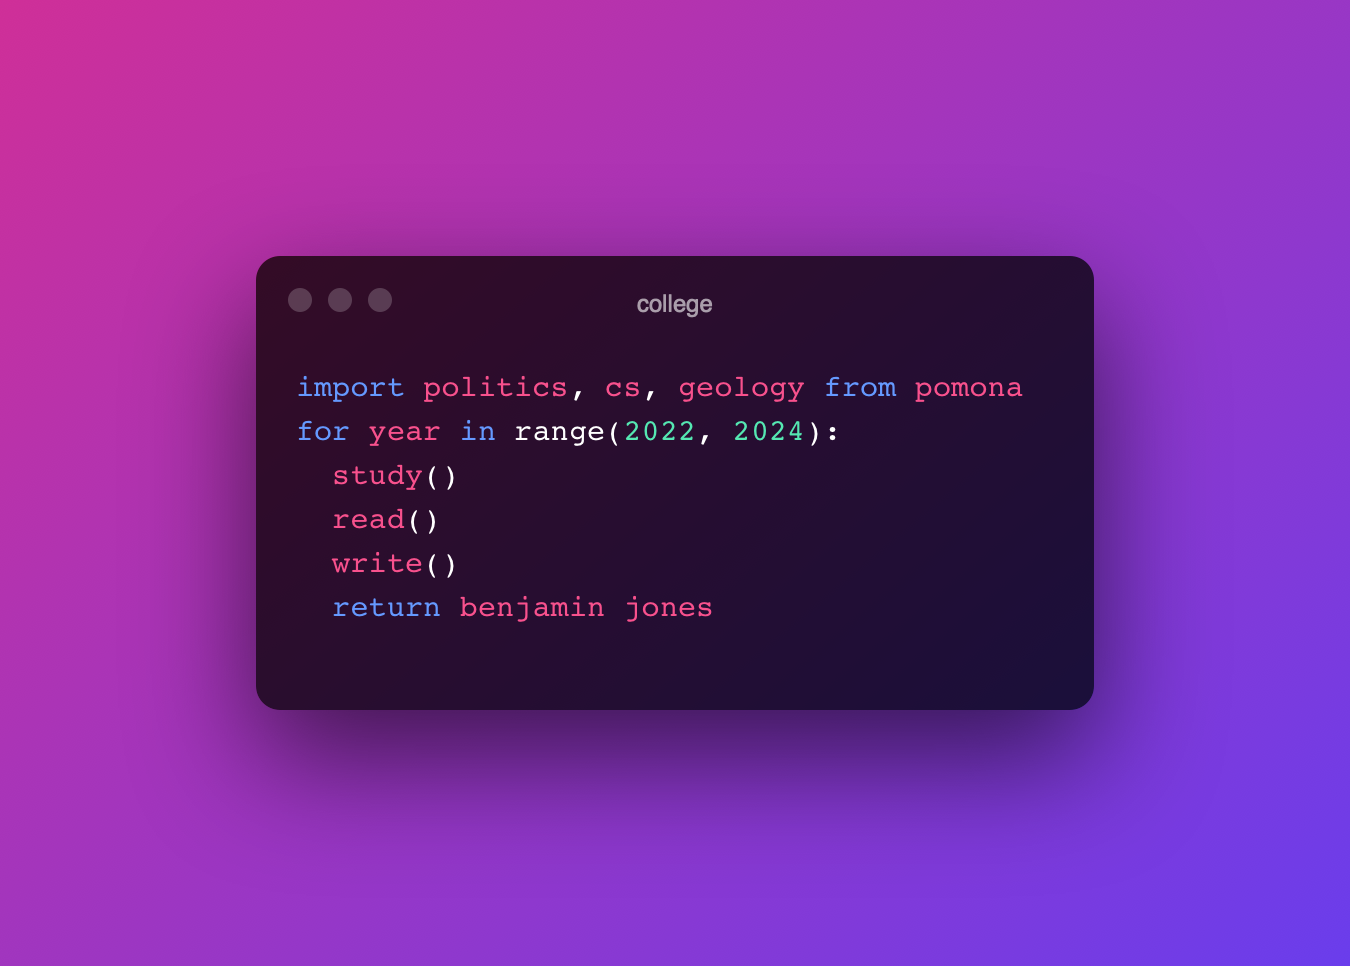 college
import politics, cs, geology from pomona
for year in range(2022, 2024):
  study()
  read()
  write()
  return benjamin jones